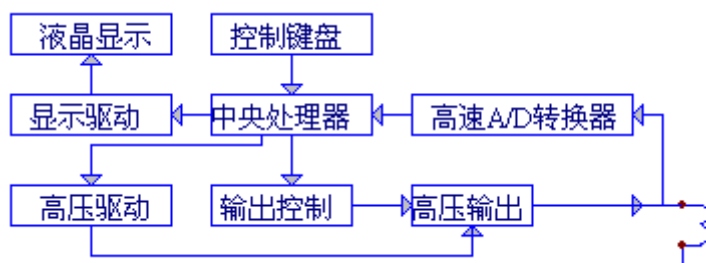 液晶显示
控制键盘
显示驱动
中央处理器
高速A/D转换器
高压驱动
输出控制
高压输出